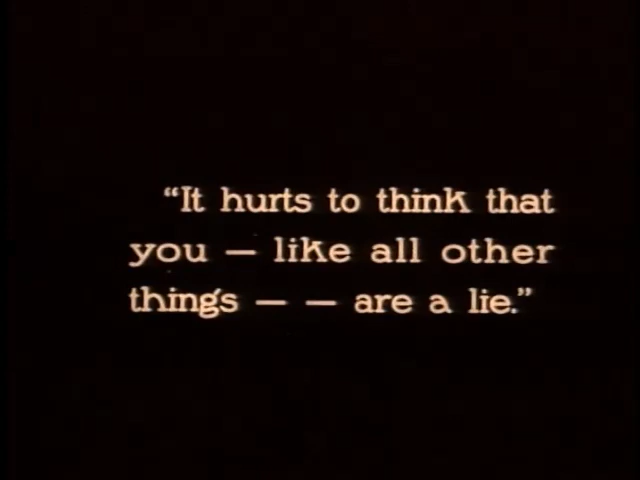 “It hurts to think that
you — like all other
things — — are a lie.”